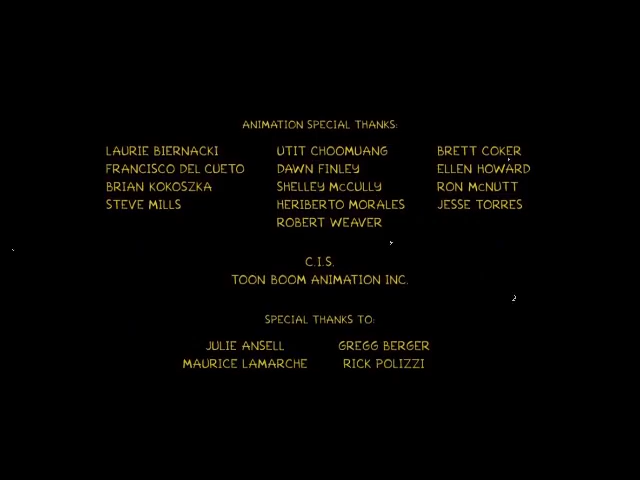 ANIMATION SPECIAL THANKS:
LAURIE BIERNACKI UTIT CHOOMUANG BRETT COKER
FRANCISCO DEL CUETO DAWN FINLEY ELLEN HOWARD
BRIAN KOKOSZKA SHELLEY McCULLY RON McNUTT
STEVE MILLS HERIBERTO MORALES JESSE TORRES
ROBERT WEAVER
C.I.S.
TOON BOOM ANIMATION INC.
SPECIAL THANKS TO:
JULIE ANSELL GREGG BERGER
MAURICE LAMARCHE RICK POLIZZI